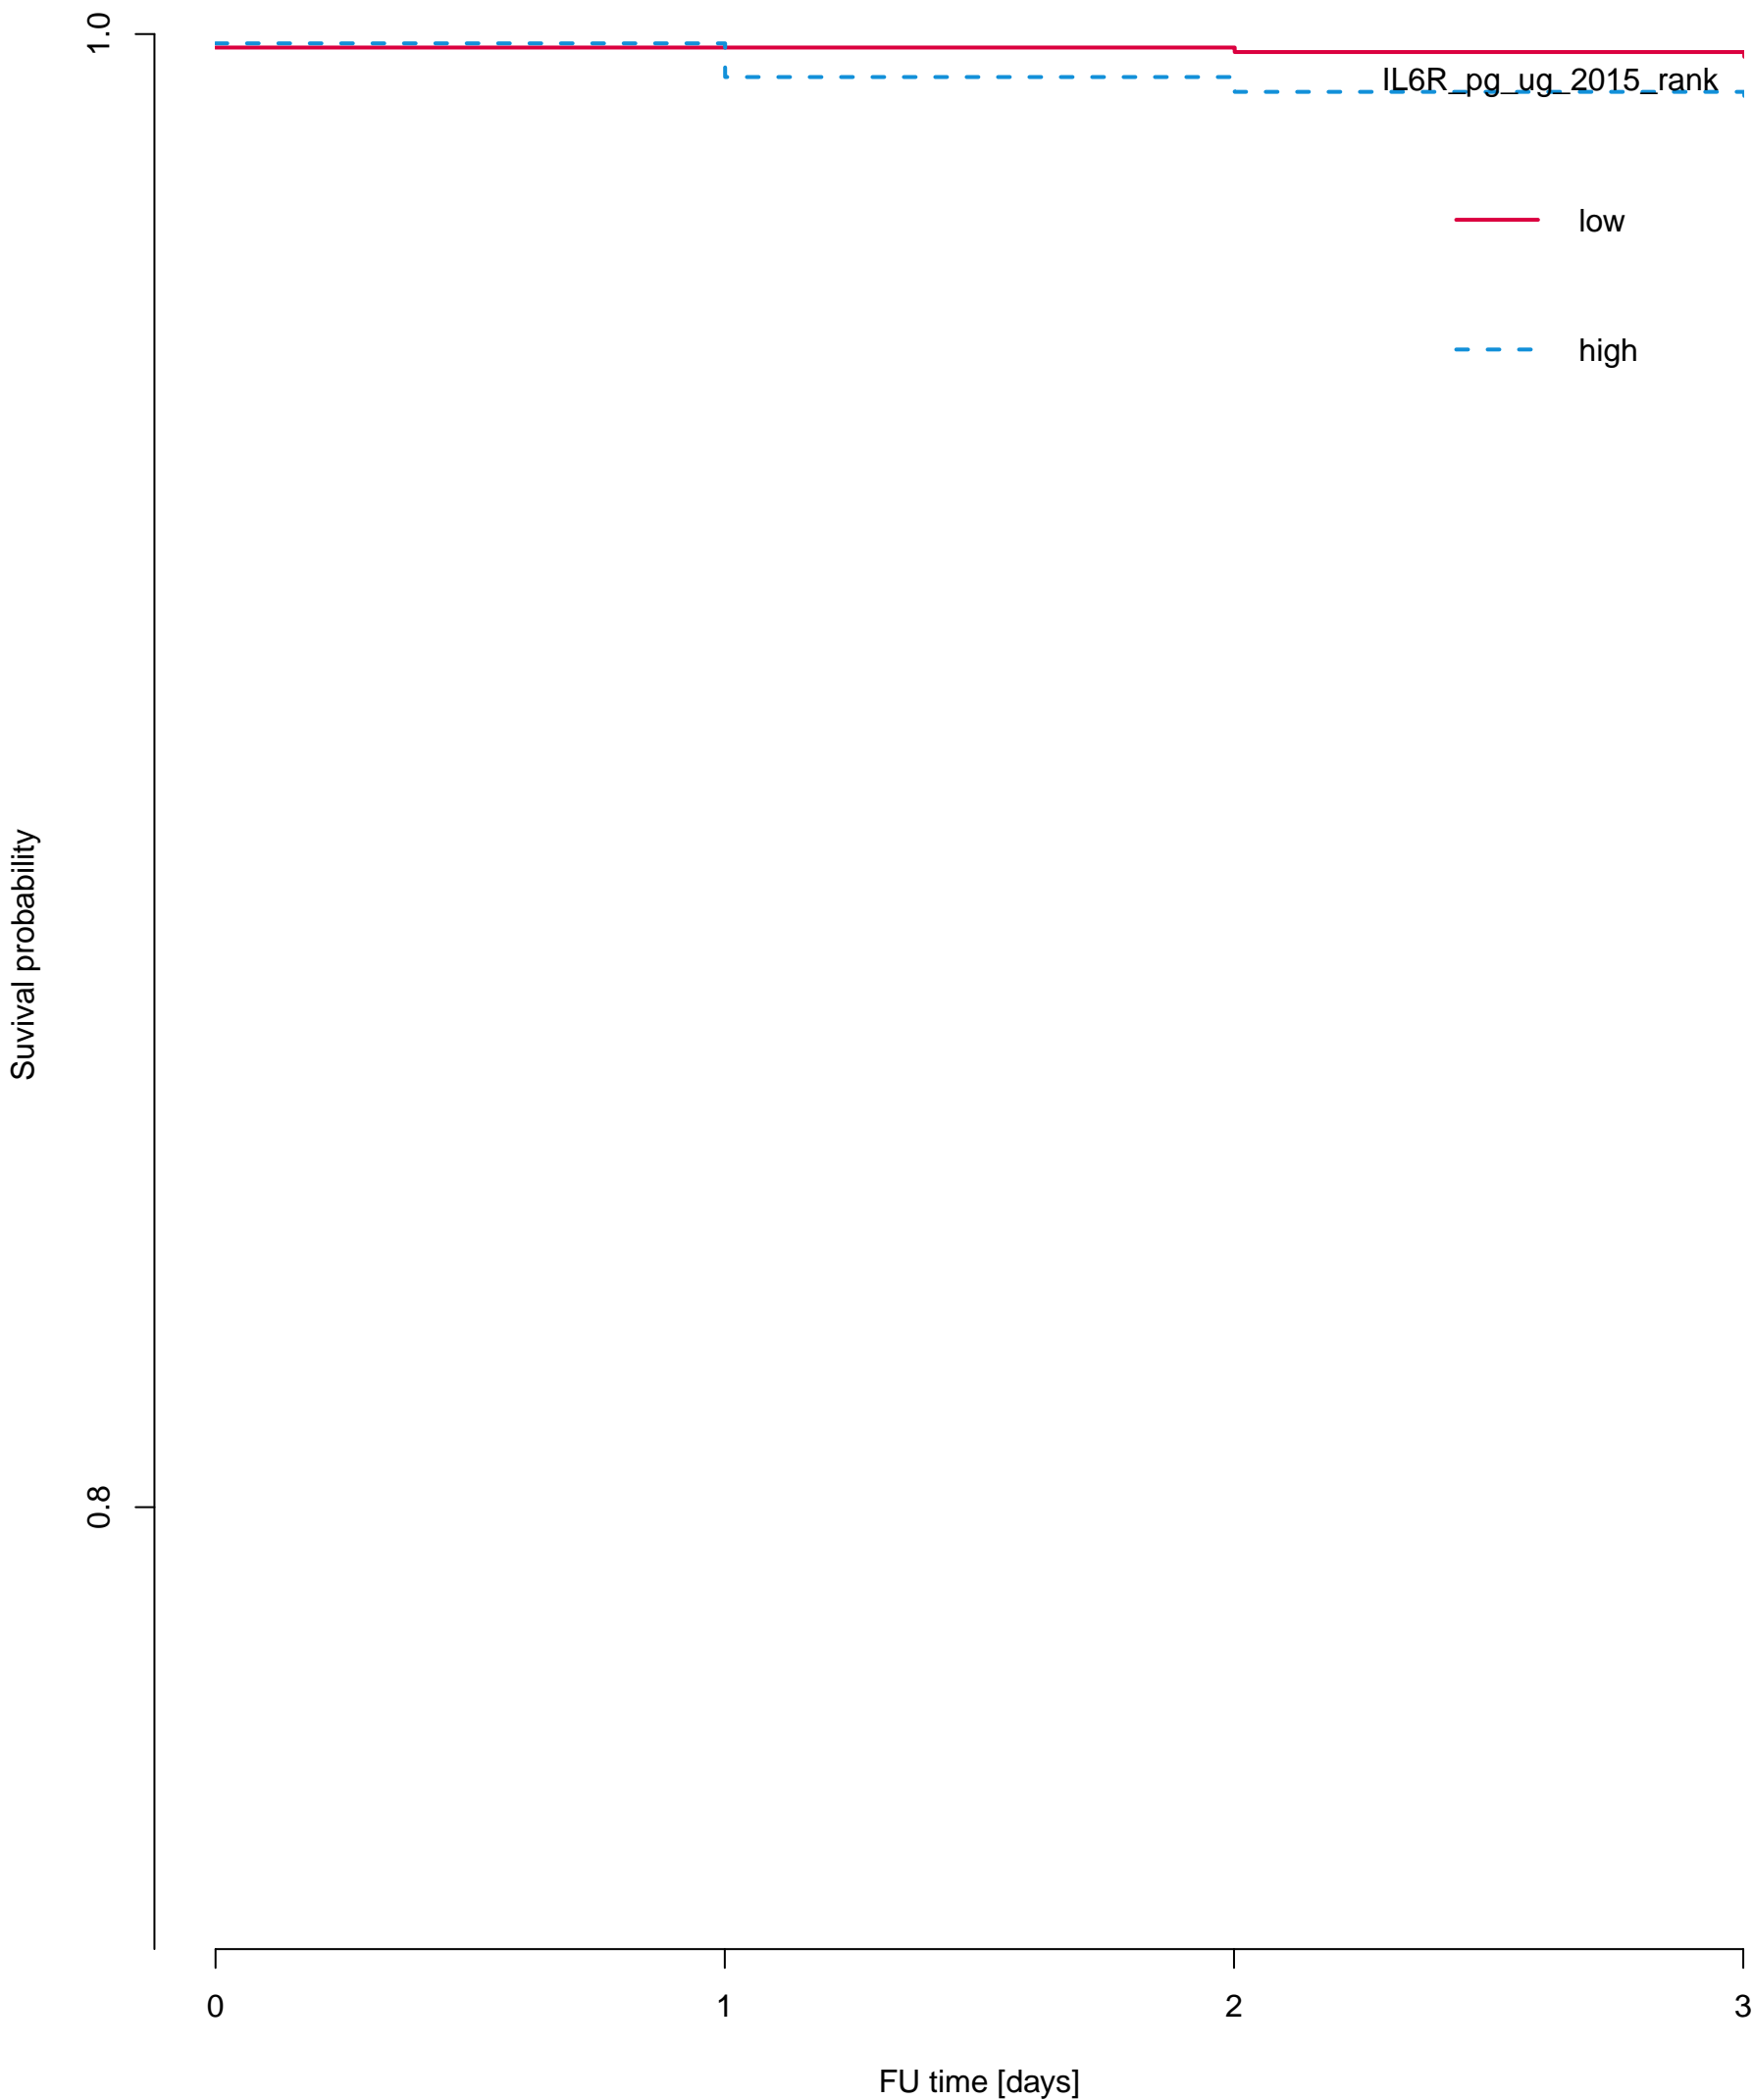 1.0
0.8
Suvival probability
IL6R_pg_ug_2015_rank
low
high
0 1 2 3
FU time [days]